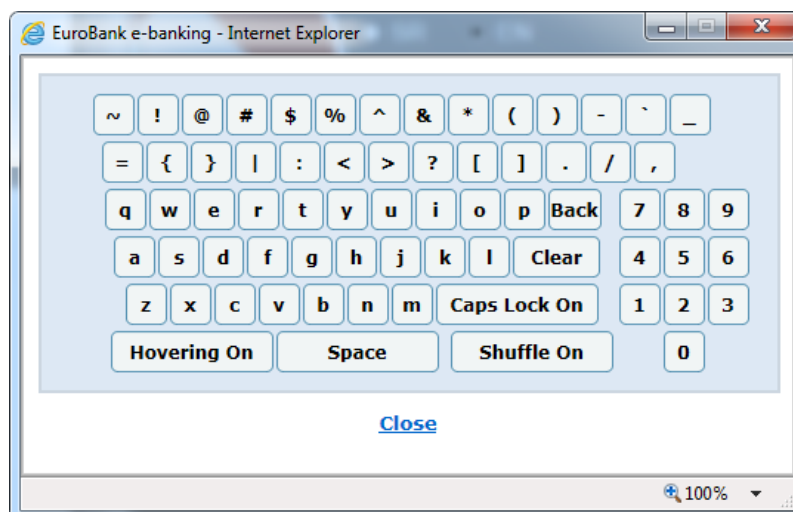 EuroBank e-banking - Internet Explorer
~ ! @ # $ % ^ & * ( ) - ` _
= { } | : < > ? [ ] . / ,
q w e r t y u i o p Back 7 8 9
a s d f g h j k l Clear 4 5 6
z x c v b n m Caps Lock On 1 2 3
Hovering On Space Shuffle On 0
Close
100%